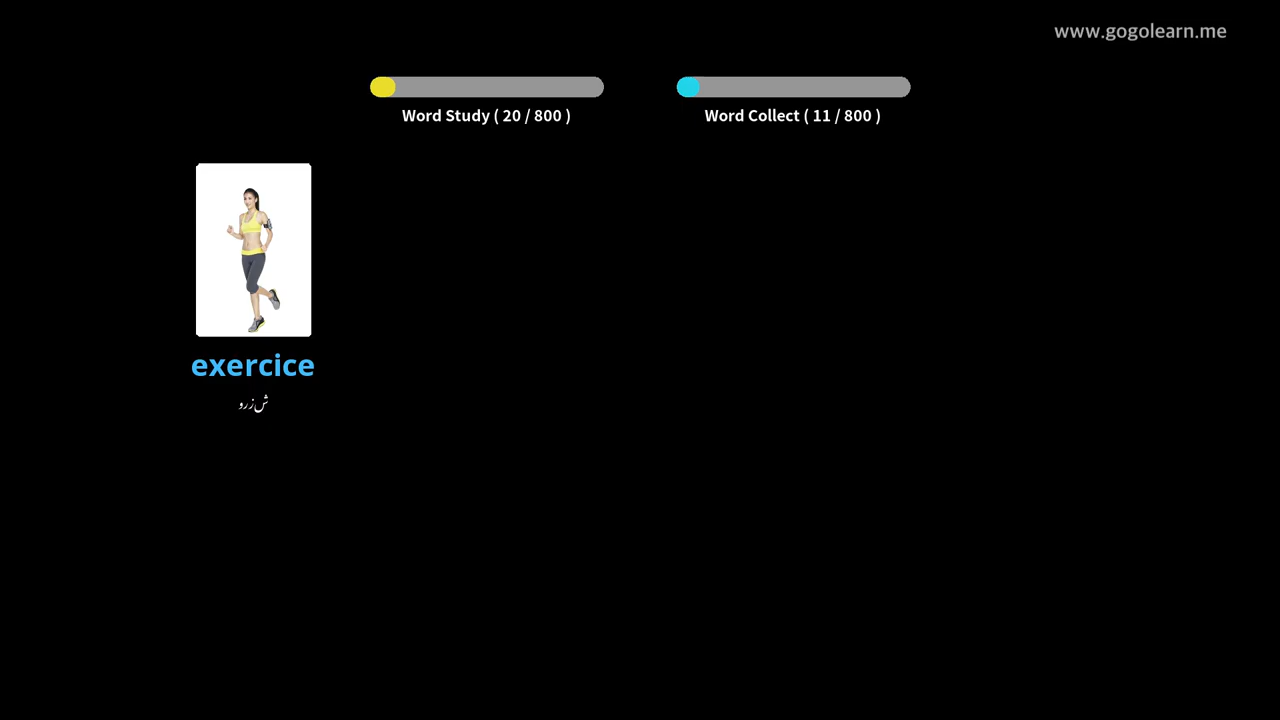 www.gogolearn.me
Word Study ( 20 / 800 )
Word Collect ( 11 / 800 )
exercice
ش‌زرو